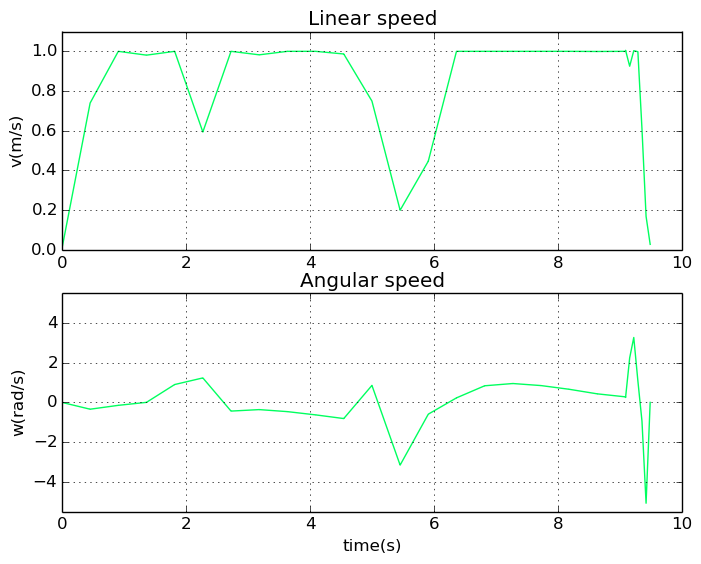 Linear speed
1.0
0.8
0.6
0.4
0.2
0.0
v(m/s)
0 2 4 6 8 10
Angular speed
4
2
0
−2
−4
w(rad/s)
0 2 4 6 8 10
time(s)